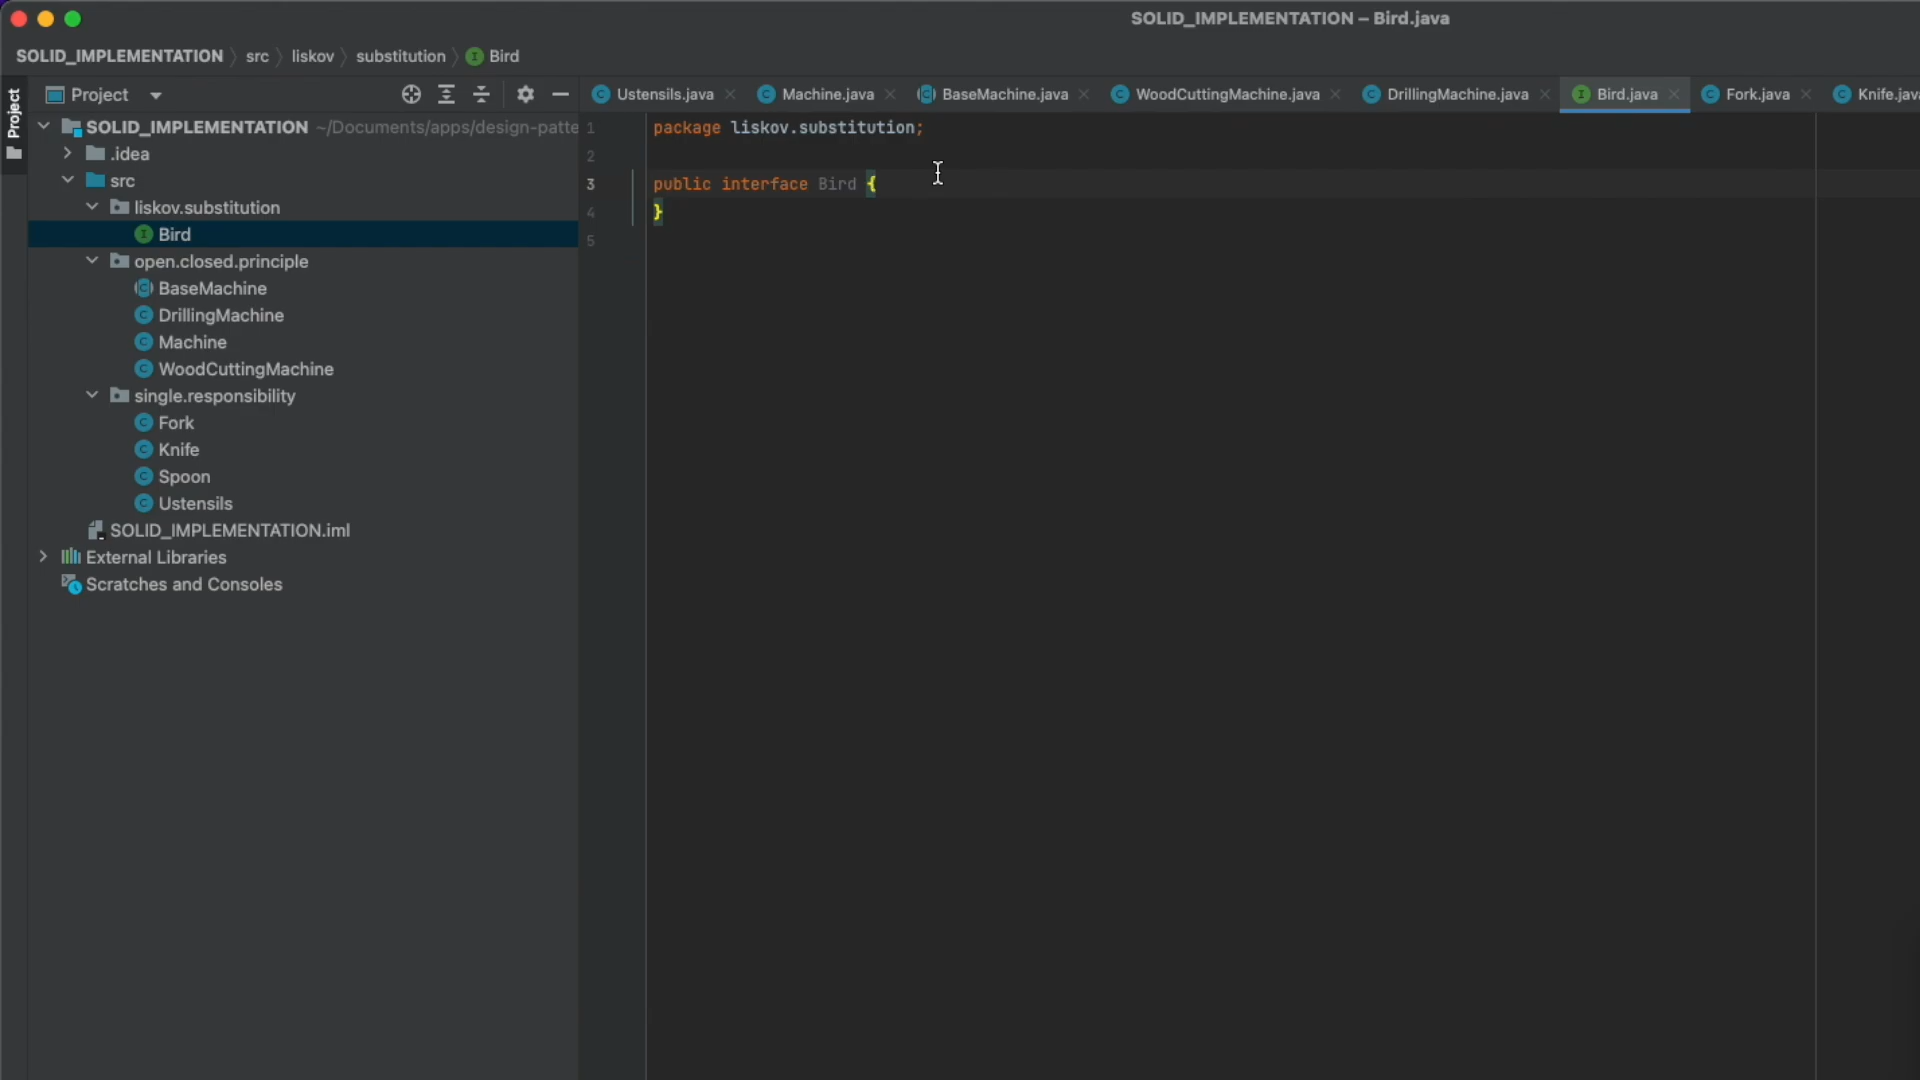 SOLID_IMPLEMENTATION – Bird.java
SOLID_IMPLEMENTATION src liskov substitution I Bird
Project
Project
Ustensils.java Machine.java BaseMachine.java WoodCuttingMachine.java DrillingMachine.java Bird.java Fork.java Knife.java
SOLID_IMPLEMENTATION ~/Documents/apps/design-patte
.idea
src
liskov.substitution
I Bird
open.closed.principle
C BaseMachine
C DrillingMachine
C Machine
C WoodCuttingMachine
single.responsibility
C Fork
C Knife
C Spoon
C Ustensils
SOLID_IMPLEMENTATION.iml
External Libraries
Scratches and Consoles
1 package liskov.substitution;
2
3 public interface Bird {
4 }
5